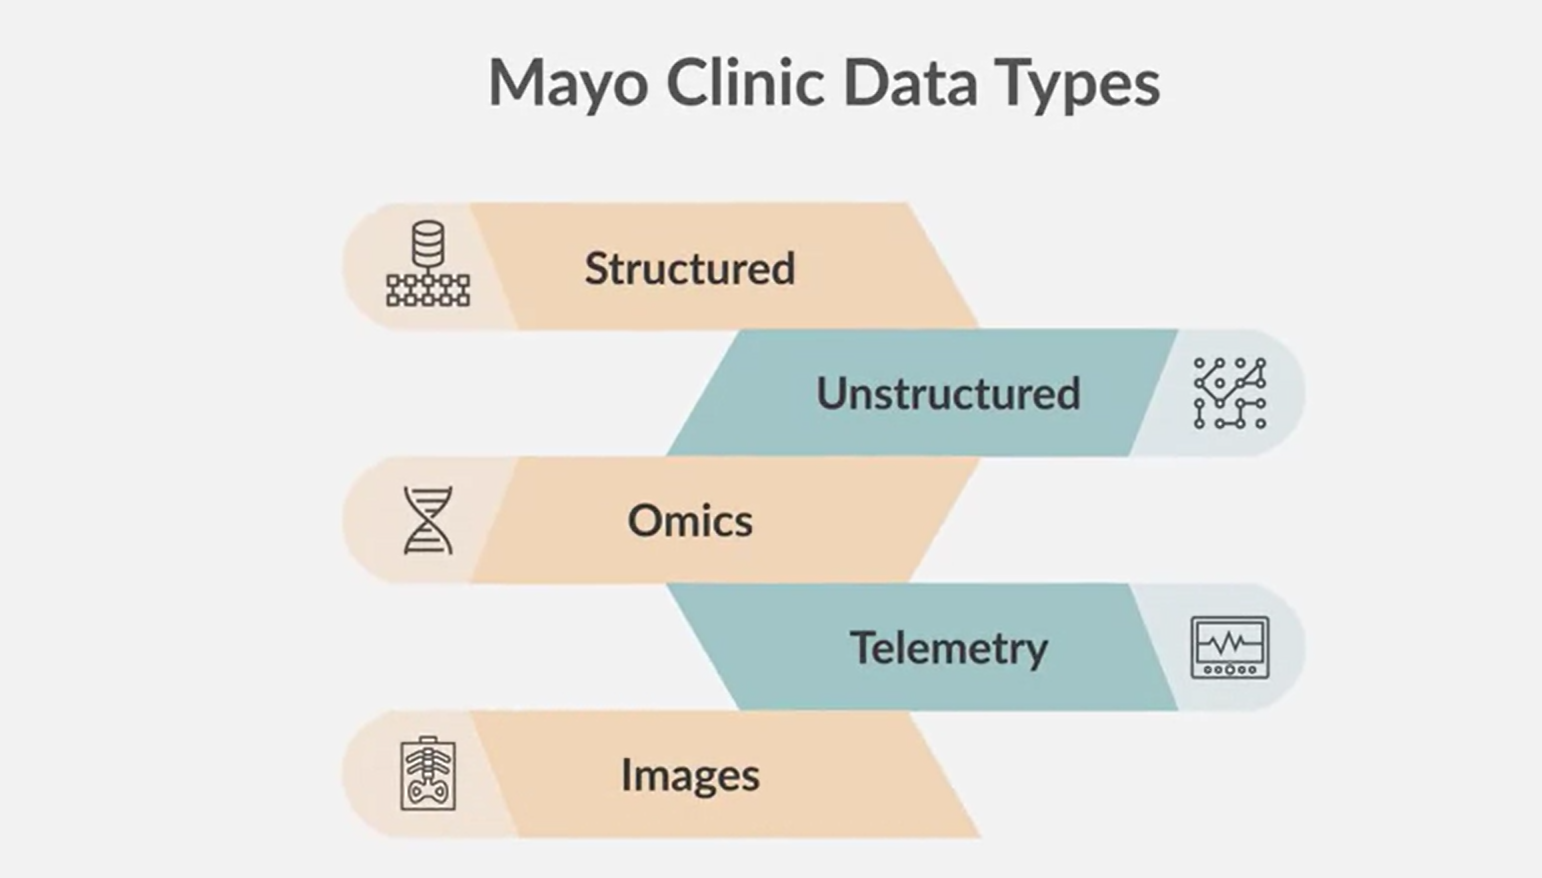 Mayo Clinic Data Types
Structured
Unstructured
Omics
Telemetry
Images